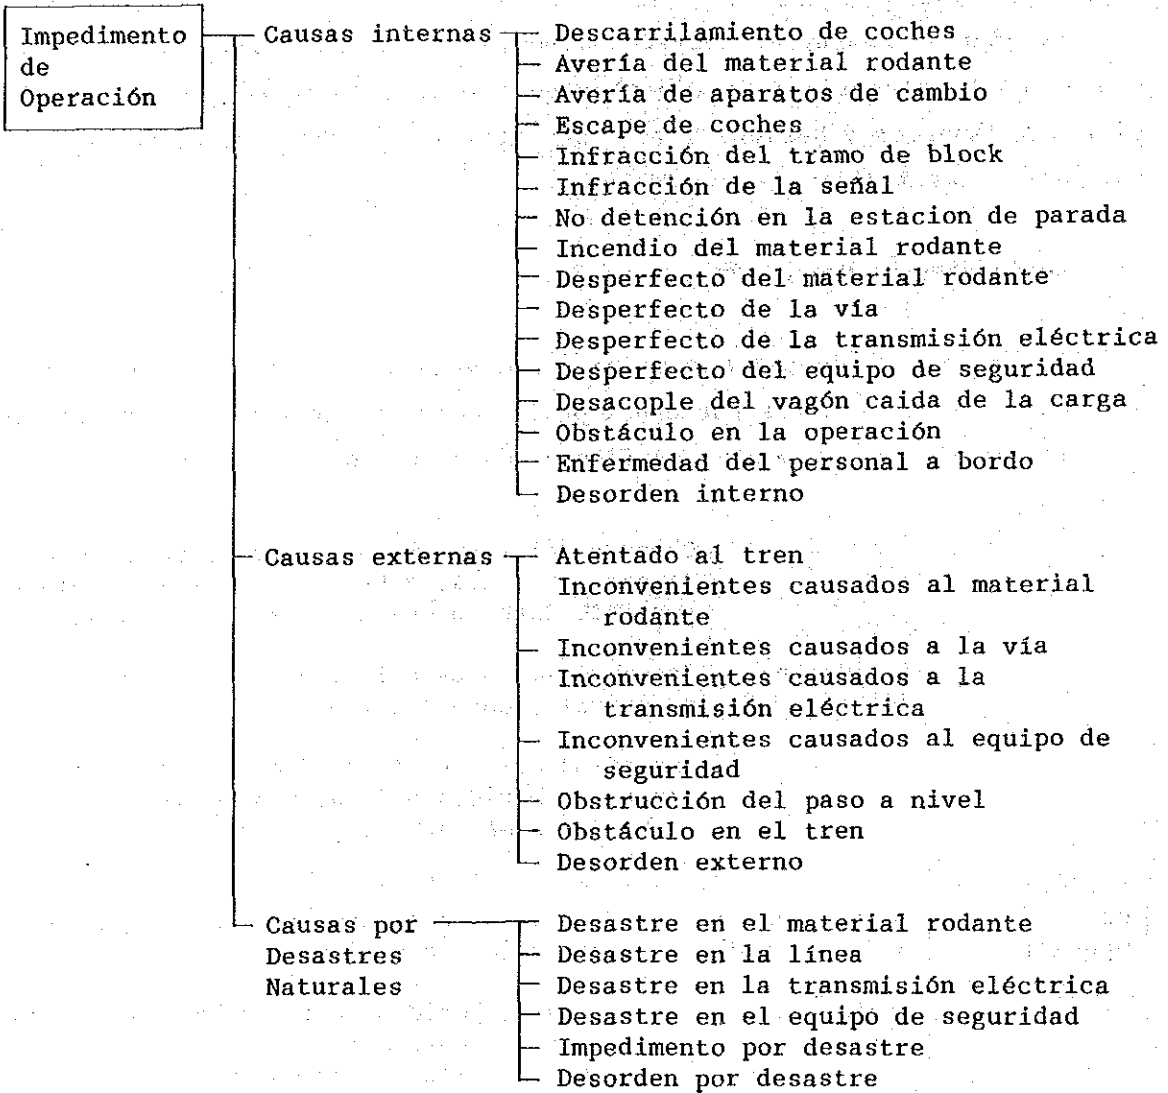 Impedimento
de
Operación
Causas internas
Descarrilamiento de coches
Avería del material rodante
Avería de aparatos de cambio
Escape de coches
Infracción del tramo de block
Infracción de la señal
No detención en la estacion de parada
Incendio del material rodante
Desperfecto del material rodante
Desperfecto de la vía
Desperfecto de la transmisión eléctrica
Desperfecto del equipo de seguridad
Desacople del vagón caida de la carga
Obstáculo en la operación
Enfermedad del personal a bordo
Desorden interno
Causas externas
Atentado al tren
Inconvenientes causados al material
rodante
Inconvenientes causados a la vía
Inconvenientes causados a la
transmisión eléctrica
Inconvenientes causados al equipo de
seguridad
Obstrucción del paso a nivel
Obstáculo en el tren
Desorden externo
Causas por
Desastres
Naturales
Desastre en el material rodante
Desastre en la línea
Desastre en la transmisión eléctrica
Desastre en el equipo de seguridad
Impedimento por desastre
Desorden por desastre